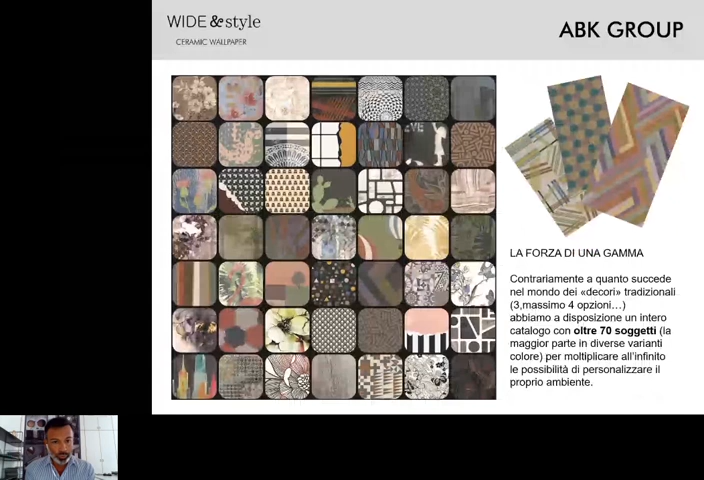 WIDE &style
CERAMIC WALLPAPER
ABK GROUP
LA FORZA DI UNA GAMMA
Contrariamente a quanto succede
nel mondo dei «decori» tradizionali
(3,massimo 4 opzioni…)
abbiamo a disposizione un intero
catalogo con oltre 70 soggetti (la
maggior parte in diverse varianti
colore) per moltiplicare all'infinito
le possibilità di personalizzare il
proprio ambiente.